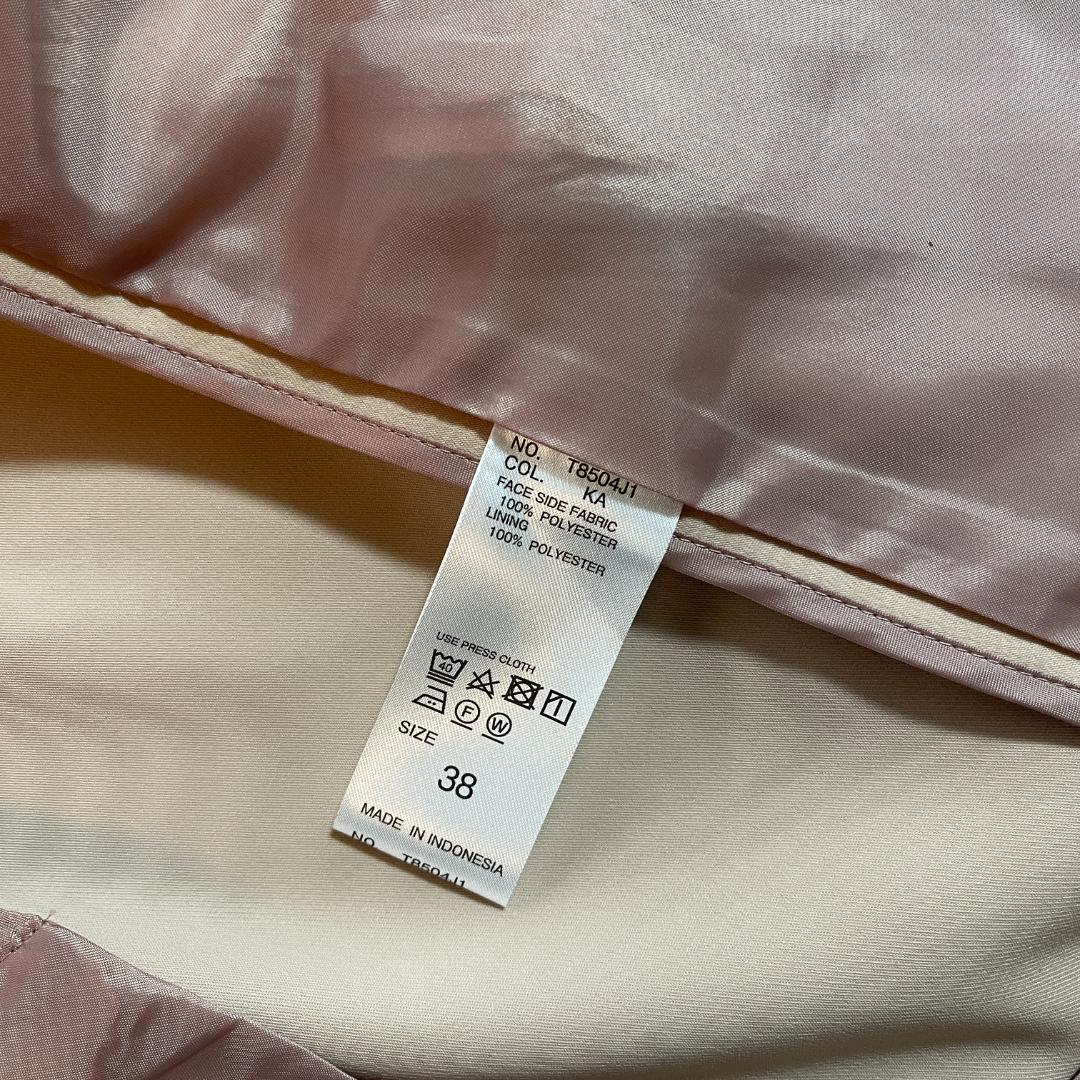 NO. T8504J1
COL. KA
FACE SIDE FABRIC
100% POLYESTER
LINING
100% POLYESTER
USE PRESS CLOTH
40
F W
SIZE
38
MADE IN INDONESIA
NO. T8504J1